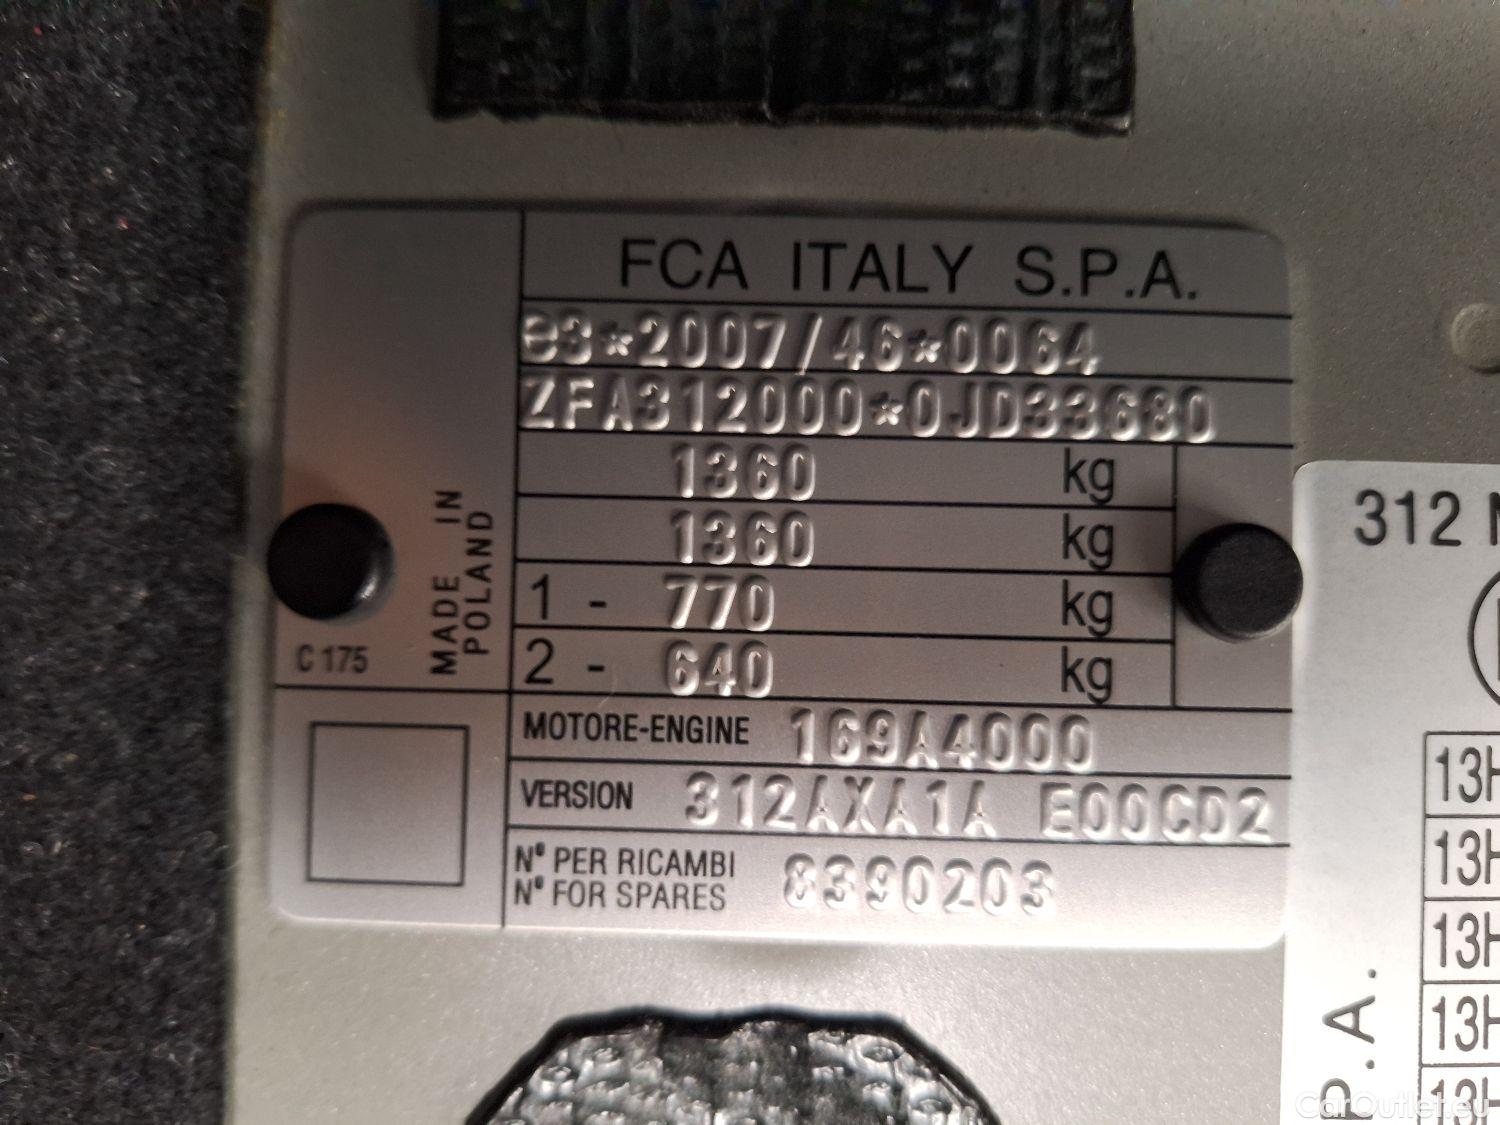 FCA ITALY S.P.A.
e3*2007/46*0064
ZFA312000*0JD33680
1360 kg
1360 kg
1 - 770 kg
2 - 640 kg
MADE IN
POLAND
C 175
MOTORE-ENGINE 169A4000
VERSION 312AXA1A E00CD2
N° PER RICAMBI
N° FOR SPARES
8390203
312
13H
13H
13H
13H
13H
P.A.
CarOutlet.eu